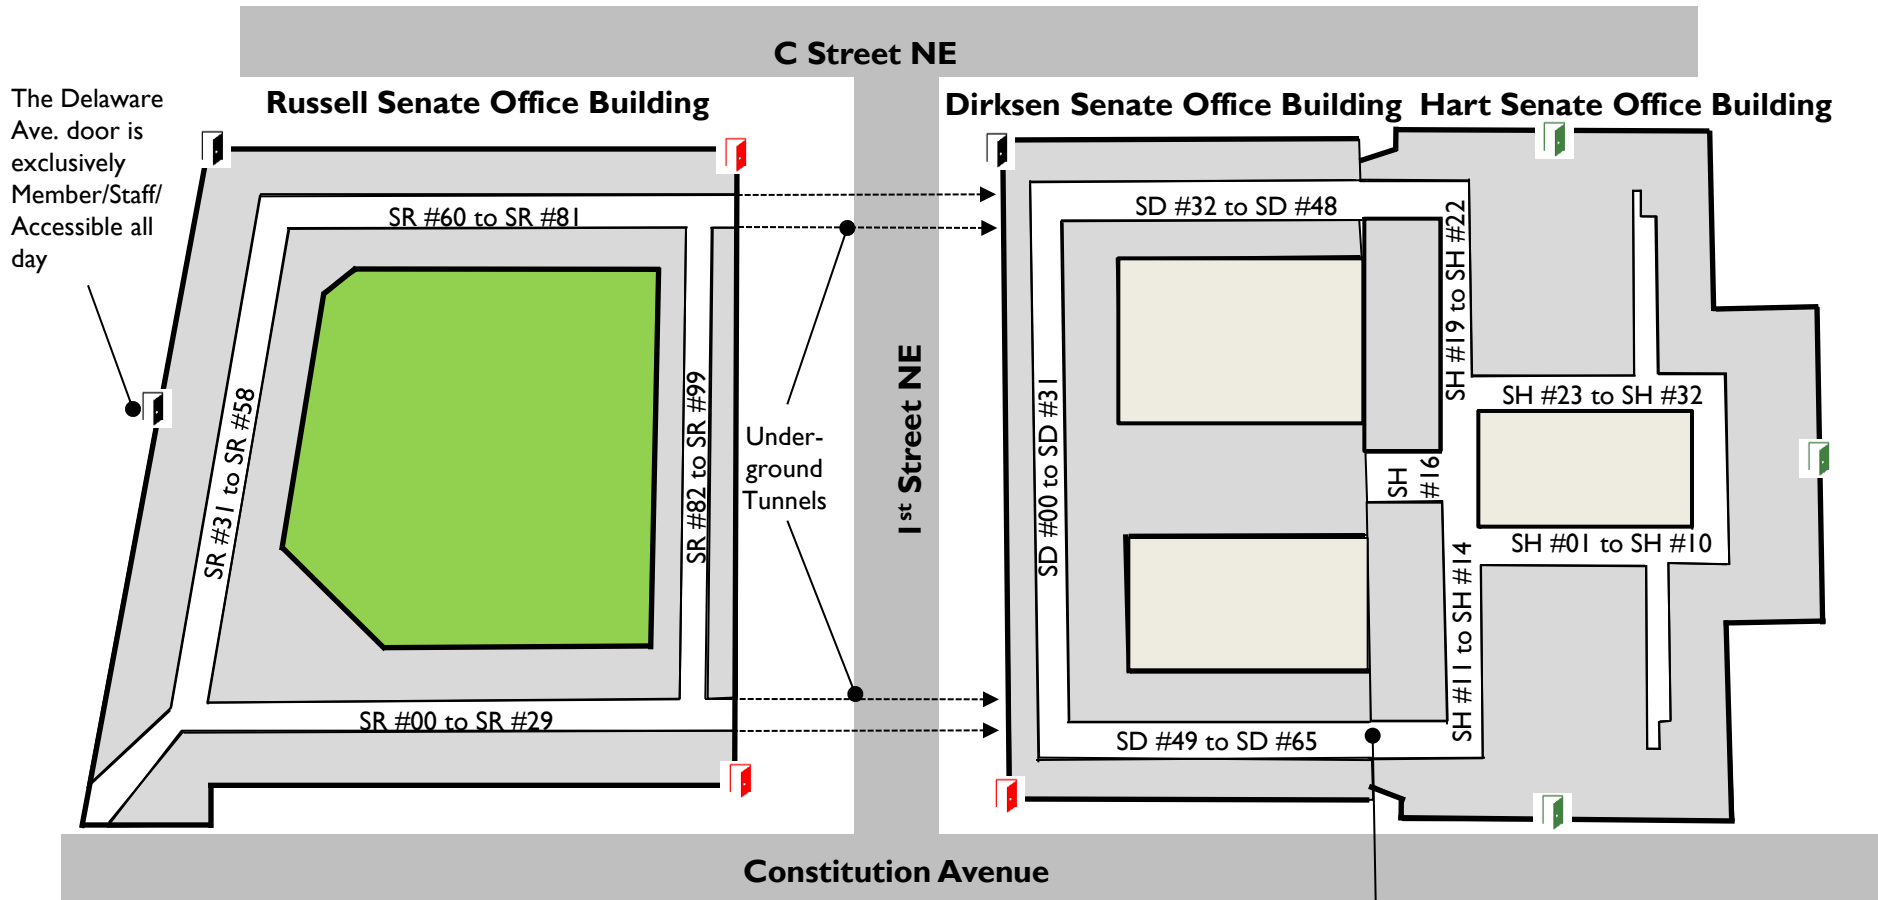 C Street NE
The Delaware
Ave. door is
exclusively
Member/Staff/
Accessible all
day
Russell Senate Office Building
Dirksen Senate Office Building
Hart Senate Office Building
SR #60 to SR #81
SR #31 to SR #58
SR #82 to SR #99
SR #00 to SR #29
Under-
ground
Tunnels
1st Street NE
SD #32 to SD #48
SD #00 to SD #31
SD #49 to SD #65
SH #19 to SH #22
SH #23 to SH #32
SH
#16
SH #01 to SH #10
SH #11 to SH #14
Constitution Avenue